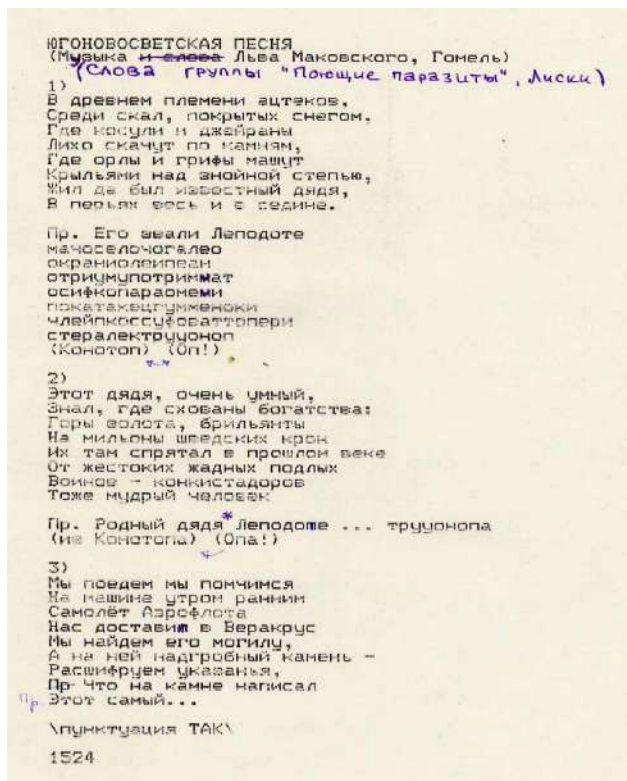 ЮГОНОВОСВЕТСКАЯ ПЕСНЯ
(Музыка и слова Льва Маковского, Гомель)
(Слова группы "Поющие паразиты", Лиски)
1)
В древнем племени ацтеков,
Среди скал, покрытых снегом,
Где косули и джейраны
Лихо скачут по камням,
Где орлы и грифы машут
Крыльями над знойной степью,
Жил да был известный дядя,
В перьях весь и в седине.
Пр. Его звали Леподоте
мачоселочогалео
окраниолеипсан
отриумупотриммат
осифкопараомеми
покатакецгумменоки
члейпкоссуфоваттопери
стералектруцоноп
(Конотоп) (Оп!)
2)
Этот дядя, очень умный,
Знал, где схованы богатства:
Горы золота, брильянты
На мильоны шведских крон
Их там спрятал в прошлом веке
От жестоких жадных подлых
Воинов - конкистадоров
Тоже мудрый человек
Пр. Родный дядя*Леподоте ... труцонопа
(из Конотопа) (Опа!)
3)
Мы поедем мы помчимся
На машине утром ранним
Самолёт Аэрофлота
Нас доставит в Веракрус
Мы найдем его могилу,
А на ней надгробный камень -
Расшифруем указанья,
Пр Что на камне написал
Пр. Этот самый...
\пунктуация ТАК\
1524